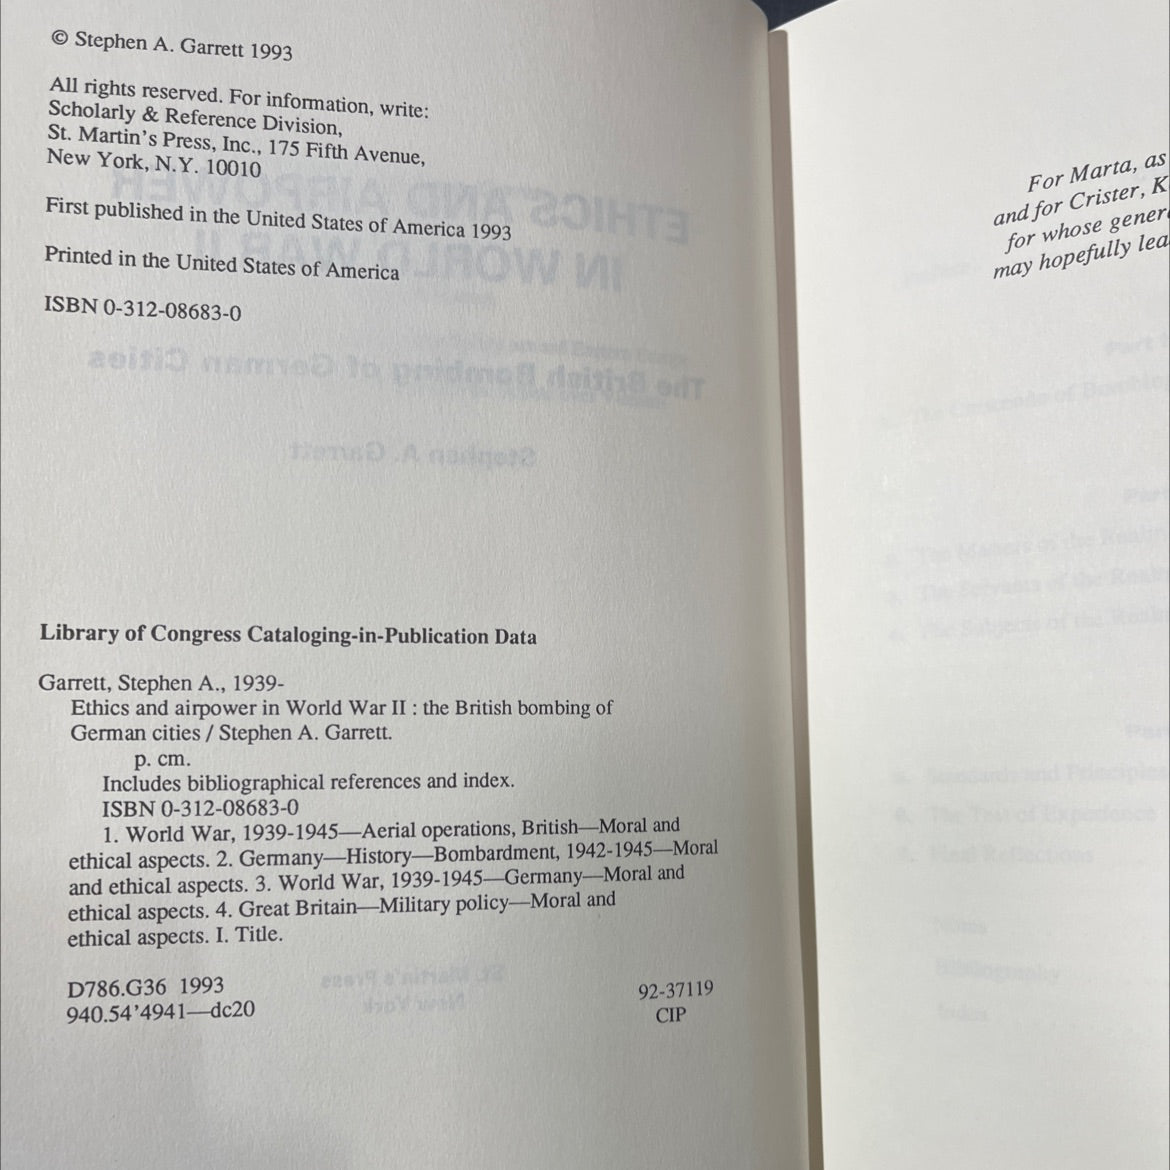 © Stephen A. Garrett 1993
All rights reserved. For information, write:
Scholarly & Reference Division,
St. Martin's Press, Inc., 175 Fifth Avenue,
New York, N.Y. 10010
First published in the United States of America 1993
Printed in the United States of America
ISBN 0-312-08683-0
Library of Congress Cataloging-in-Publication Data
Garrett, Stephen A., 1939-
Ethics and airpower in World War II : the British bombing of
German cities / Stephen A. Garrett.
p. cm.
Includes bibliographical references and index.
ISBN 0-312-08683-0
1. World War, 1939-1945—Aerial operations, British—Moral and
ethical aspects. 2. Germany—History—Bombardment, 1942-1945—Moral
and ethical aspects. 3. World War, 1939-1945—Germany—Moral and
ethical aspects. 4. Great Britain—Military policy—Moral and
ethical aspects. I. Title.
D786.G36 1993
940.54'4941—dc20
92-37119
CIP
For Marta, as
and for Crister, K
for whose gener
may hopefully lea